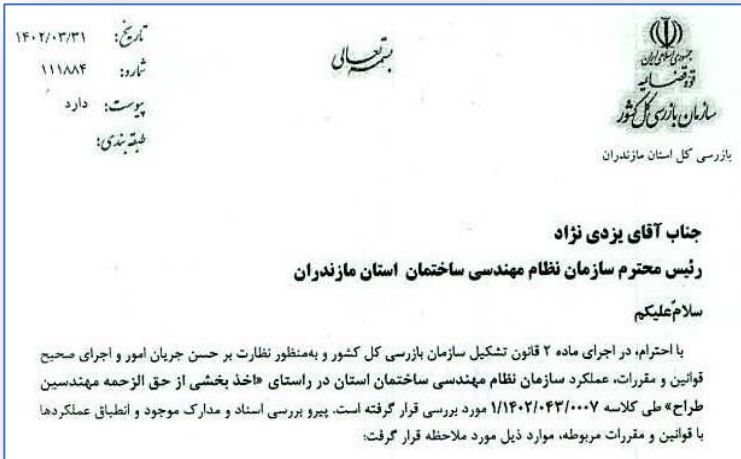 بسمه تعالی
جمهوری اسلامی ایران
قوه قضائیه
سازمان بازرسی کل کشور
بازرسی کل استان مازندران
تاریخ: ۱۴۰۲/۰۳/۳۱
شماره: ۱۱۱۸۸۴
پیوست: دارد
طبقه بندی:
جناب آقای یزدی نژاد
رئیس محترم سازمان نظام مهندسی ساختمان استان مازندران
سلام‌علیکم
با احترام، در اجرای ماده ۲ قانون تشکیل سازمان بازرسی کل کشور و به‌منظور نظارت بر حسن جریان امور و اجرای صحیح
قوانین و مقررات، عملکرد سازمان نظام مهندسی ساختمان استان در راستای «اخذ بخشی از حق الزحمه مهندسین
طراح» طی کلاسه ۱/۱۴۰۲/۰۴۳/۰۰۰۷ مورد بررسی قرار گرفته است. پیرو بررسی اسناد و مدارک موجود و انطباق عملکردها
با قوانین و مقررات مربوطه، موارد ذیل مورد ملاحظه قرار گرفت: